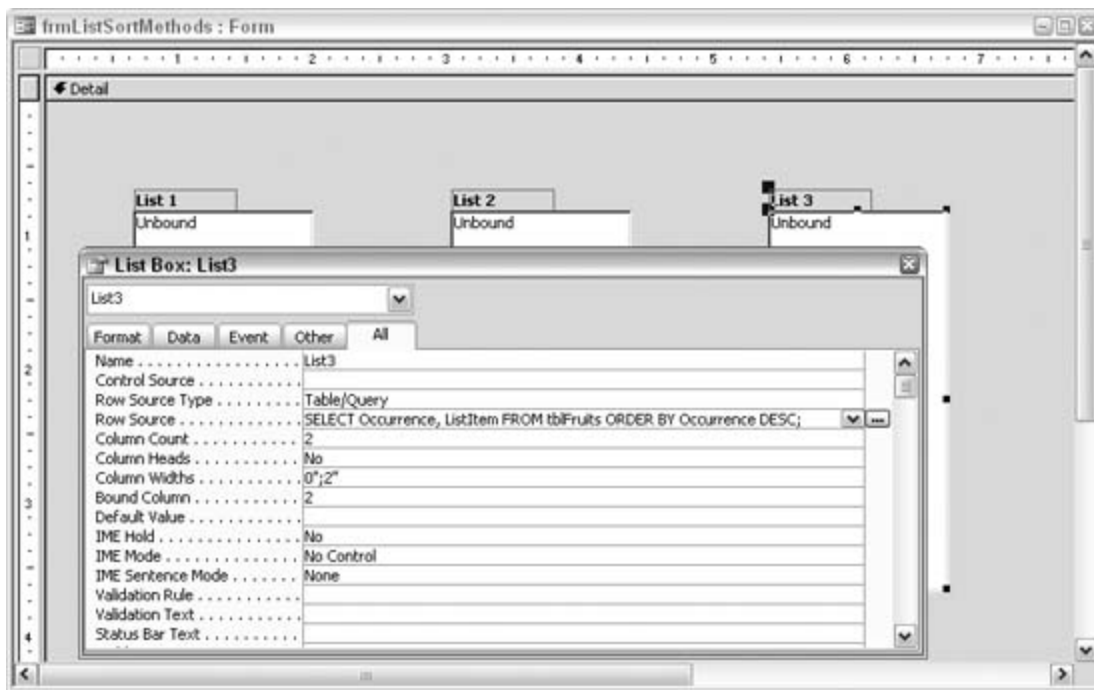 frmListSortMethods : Form
1 2 3 4 5 6 7
Detail
List 1 List 2 List 3
Unbound Unbound Unbound
1
List Box: List3
List3
Format Data Event Other All
Name . . . . . . . . . . . . . . . . . List3
Control Source . . . . . . . . . . .
2
Row Source Type . . . . . . . . . Table/Query
Row Source . . . . . . . . . . . . . SELECT Occurrence, ListItem FROM tblFruits ORDER BY Occurrence DESC;
Column Count . . . . . . . . . . . 2
Column Heads . . . . . . . . . . . No
Column Widths . . . . . . . . . . . 0";2"
Bound Column . . . . . . . . . . . 2
3
Default Value . . . . . . . . . . . .
IME Hold . . . . . . . . . . . . . . . No
IME Mode . . . . . . . . . . . . . . No Control
IME Sentence Mode . . . . . . . None
Validation Rule . . . . . . . . . . .
Validation Text . . . . . . . . . . .
Status Bar Text . . . . . . . . . .
4